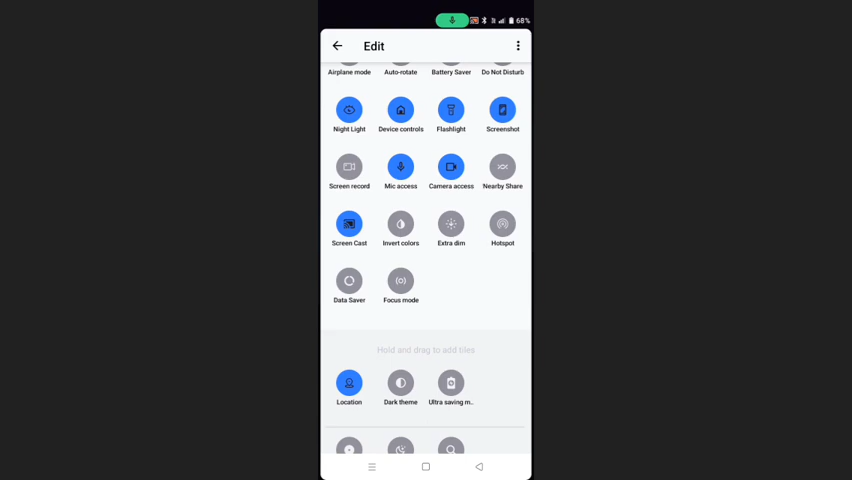 68%
Edit
Airplane mode Auto-rotate Battery Saver Do Not Disturb
Night Light Device controls Flashlight Screenshot
Screen record Mic access Camera access Nearby Share
Screen Cast Invert colors Extra dim Hotspot
Data Saver Focus mode
Hold and drag to add tiles
Location Dark theme Ultra saving m..